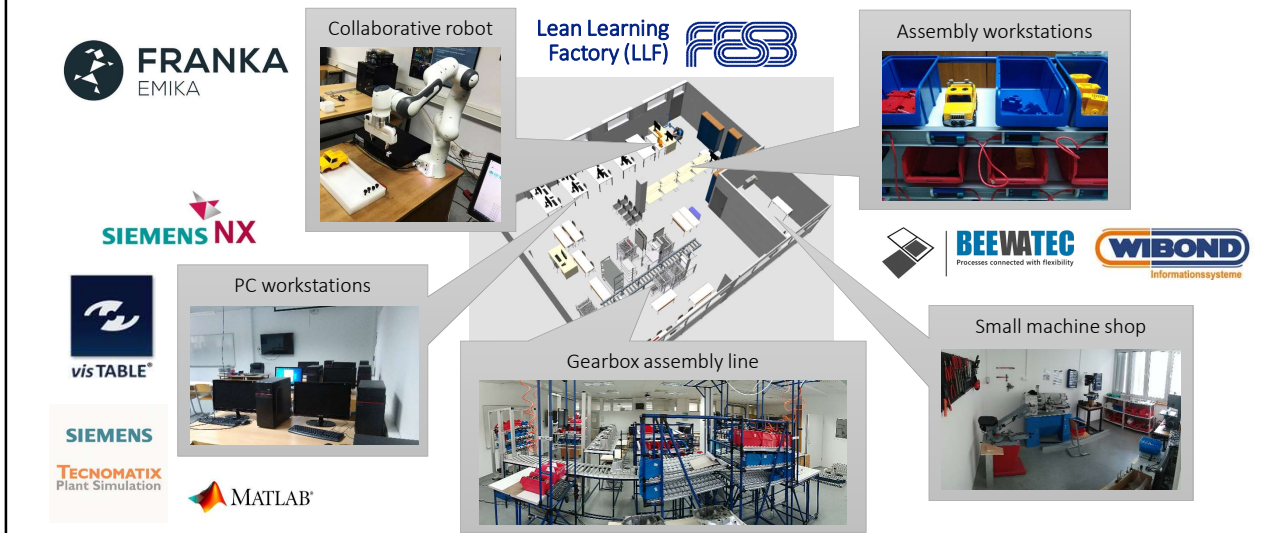 FRANKA
EMIKA
Collaborative robot
Lean Learning
Factory (LLF)
FESB
Assembly workstations
SIEMENS NX
BEEWATEC
Processes connected with flexibility
WIBOND
Informationssysteme
PC workstations
visTABLE®
Gearbox assembly line
Small machine shop
SIEMENS
TECNOMATIX
Plant Simulation
MATLAB®